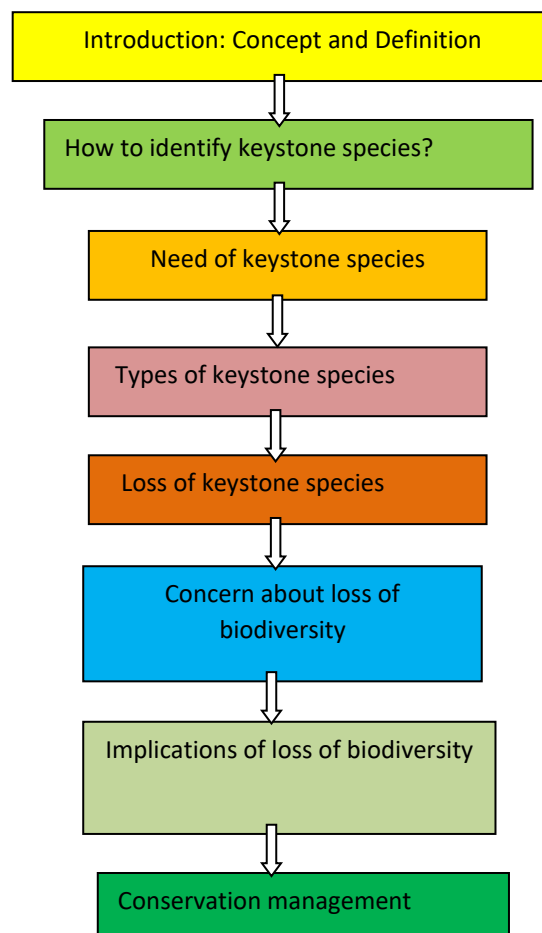 Introduction: Concept and Definition
How to identify keystone species?
Need of keystone species
Types of keystone species
Loss of keystone species
Concern about loss of
biodiversity
Implications of loss of biodiversity
Conservation management